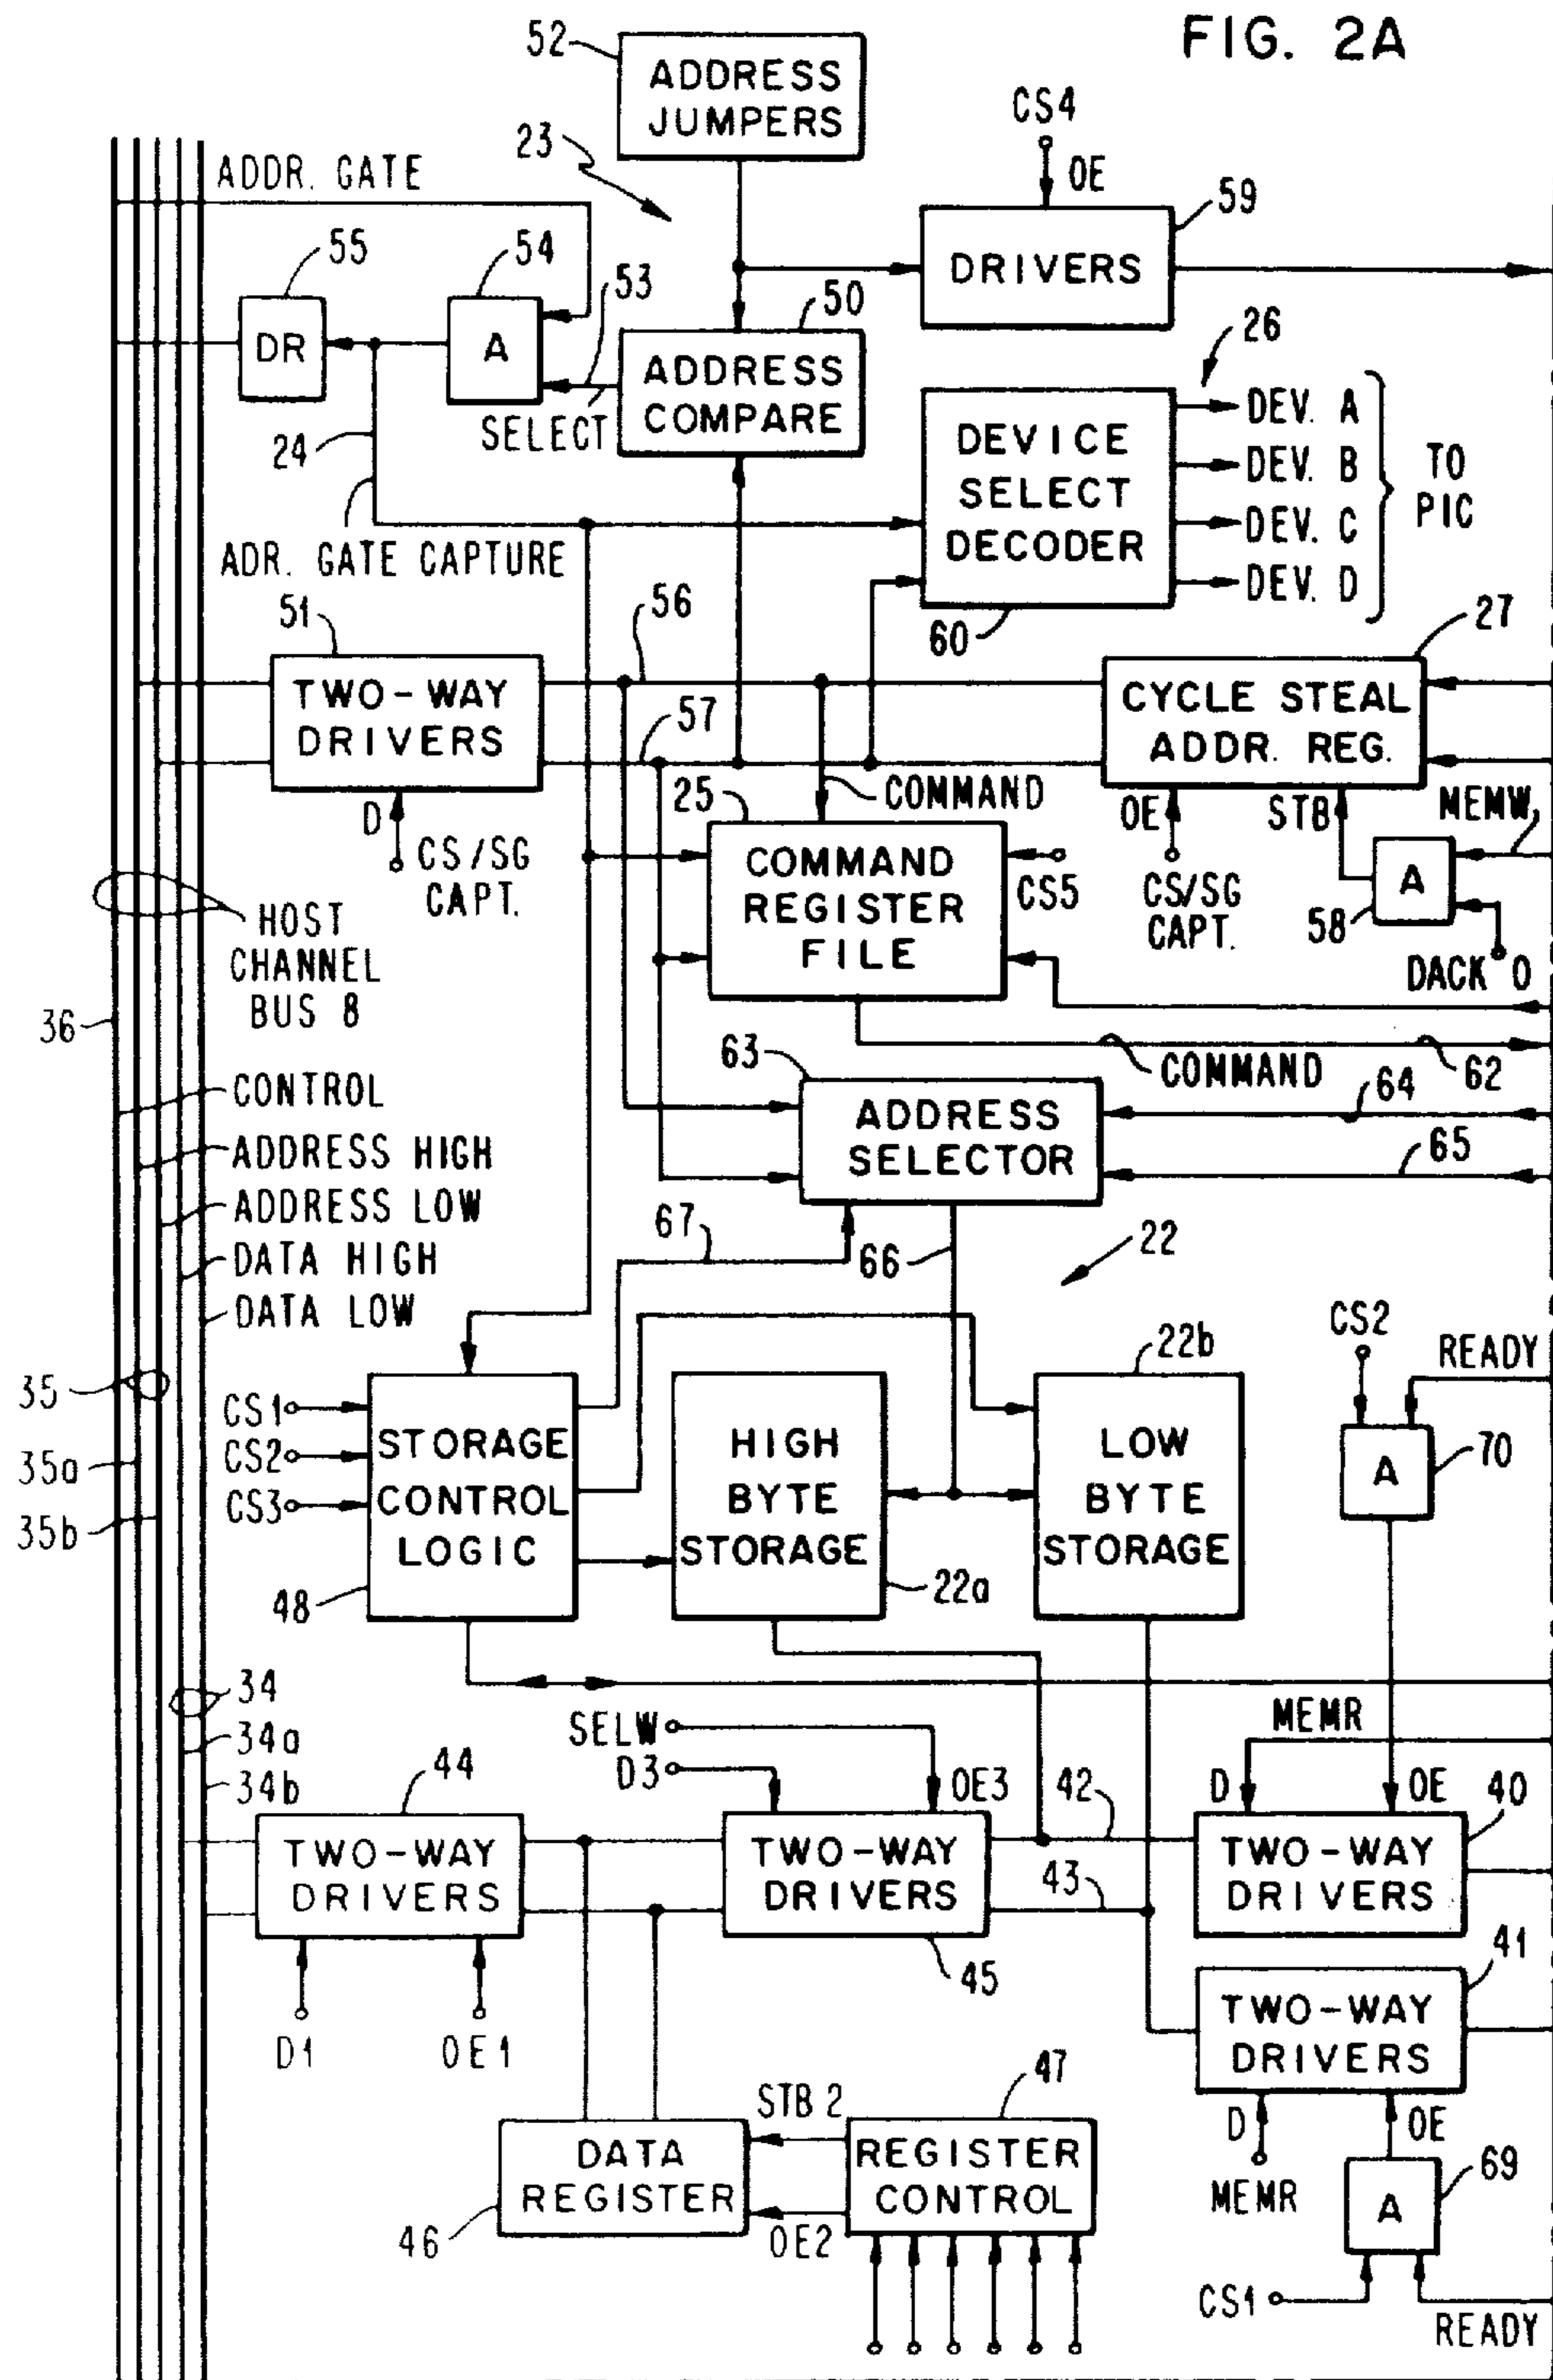 FIG. 2A
52
ADDRESS
JUMPERS
23
CS4
OE
59
DRIVERS
ADDR. GATE
55
DR
54
A
53
SELECT
50
ADDRESS
COMPARE
26
DEVICE
SELECT
DECODER
60
DEV. A
DEV. B
DEV. C
DEV. D
TO
PIC
24
ADR. GATE CAPTURE
51
TWO-WAY
DRIVERS
D
CS/SG
CAPT.
56
57
27
CYCLE STEAL
ADDR. REG.
OE
CS/SG
CAPT.
STB
MEMW
A
58
DACK 0
25
COMMAND
COMMAND
REGISTER
FILE
CS5
HOST
CHANNEL
BUS 8
36
COMMAND
62
63
ADDRESS
SELECTOR
64
65
CONTROL
ADDRESS HIGH
ADDRESS LOW
DATA HIGH
DATA LOW
67
66
22
35
35a
35b
CS1
CS2
CS3
STORAGE
CONTROL
LOGIC
48
HIGH
BYTE
STORAGE
22a
22b
LOW
BYTE
STORAGE
CS2
READY
A
70
34
34a
34b
SELW
D3
OE3
MEMR
D
OE
44
TWO-WAY
DRIVERS
D1
OE1
TWO-WAY
DRIVERS
45
42
43
40
TWO-WAY
DRIVERS
41
TWO-WAY
DRIVERS
D
MEMR
OE
A
69
CS1
READY
DATA
REGISTER
46
STB 2
OE2
47
REGISTER
CONTROL